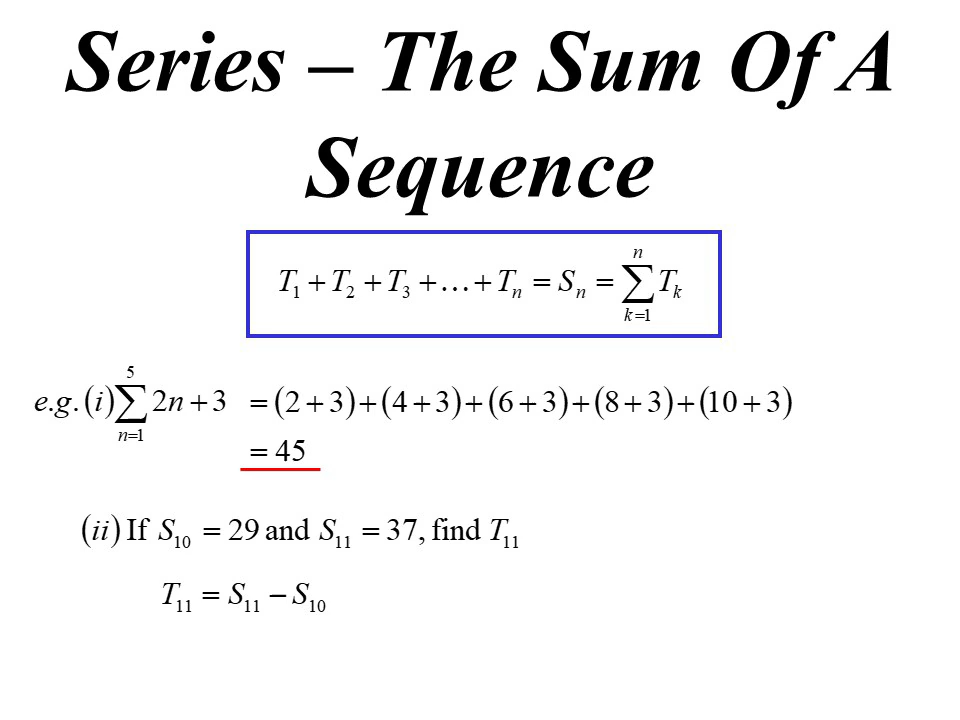 Series – The Sum Of A
Sequence
T₁ + T₂ + T₃ + … + Tₙ = Sₙ = ∑ₖ₌₁ⁿ Tₖ
e.g. (i) ∑ₙ₌₁⁵ 2n + 3 = (2 + 3) + (4 + 3) + (6 + 3) + (8 + 3) + (10 + 3)
= 45
(ii) If S₁₀ = 29 and S₁₁ = 37, find T₁₁
T₁₁ = S₁₁ − S₁₀